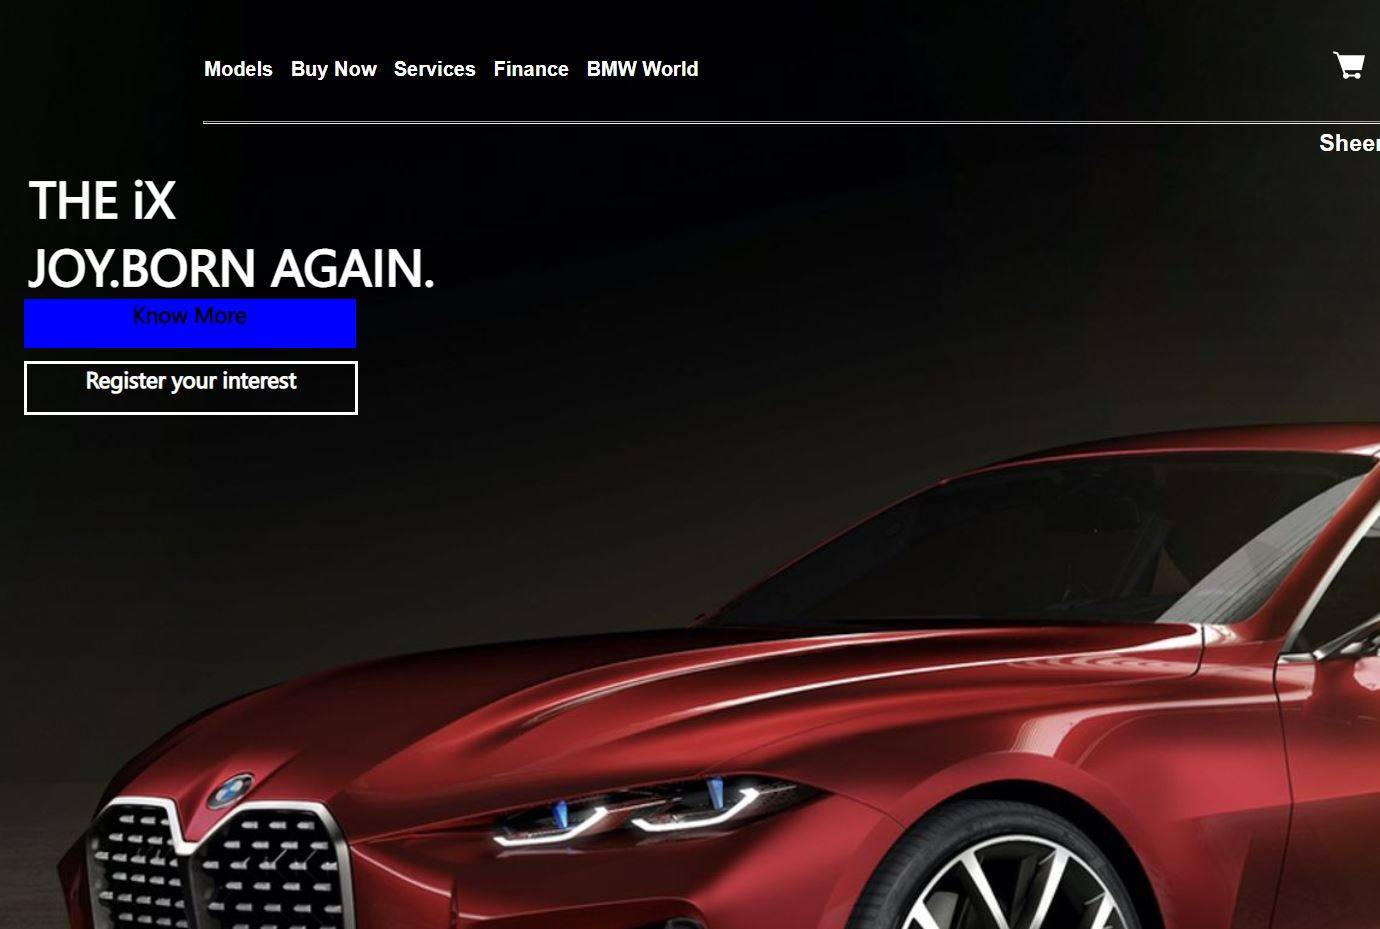 Models Buy Now Services Finance BMW World
Sheer
THE iX
JOY.BORN AGAIN.
Know More
Register your interest